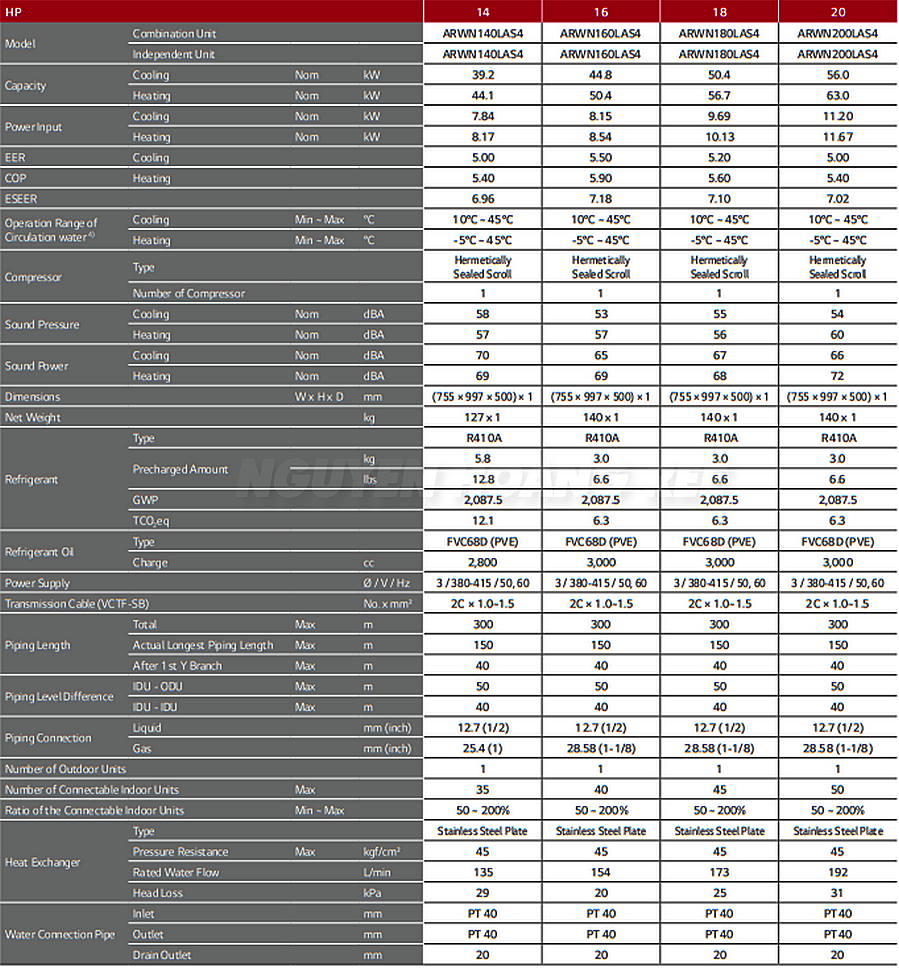 HP 14 16 18 20
Model Combination Unit ARWN140LAS4 ARWN160LAS4 ARWN180LAS4 ARWN200LAS4
Independent Unit ARWN140LAS4 ARWN160LAS4 ARWN180LAS4 ARWN200LAS4
Capacity Cooling Nom kW 39.2 44.8 50.4 56.0
Heating Nom kW 44.1 50.4 56.7 63.0
Power Input Cooling Nom kW 7.84 8.15 9.69 11.20
Heating Nom kW 8.17 8.54 10.13 11.67
EER Cooling 5.00 5.50 5.20 5.00
COP Heating 5.40 5.90 5.60 5.40
ESEER 6.96 7.18 7.10 7.02
Operation Range of Circulation water 4) Cooling Min ~ Max °C 10°C ~ 45°C 10°C ~ 45°C 10°C ~ 45°C 10°C ~ 45°C
Heating Min ~ Max °C -5°C ~ 45°C -5°C ~ 45°C -5°C ~ 45°C -5°C ~ 45°C
Compressor Type Hermetically Sealed Scroll Hermetically Sealed Scroll Hermetically Sealed Scroll Hermetically Sealed Scroll
Number of Compressor 1 1 1 1
Sound Pressure Cooling Nom dBA 58 53 55 54
Heating Nom dBA 57 57 56 60
Sound Power Cooling Nom dBA 70 65 67 66
Heating Nom dBA 69 69 68 72
Dimensions W x H x D mm (755 × 997 × 500) × 1 (755 × 997 × 500) × 1 (755 × 997 × 500) × 1 (755 × 997 × 500) × 1
Net Weight kg 127 x 1 140 x 1 140 x 1 140 x 1
Refrigerant Type R410A R410A R410A R410A
Precharged Amount kg 5.8 3.0 3.0 3.0
lbs 12.8 6.6 6.6 6.6
GWP 2,087.5 2,087.5 2,087.5 2,087.5
TCO₂eq 12.1 6.3 6.3 6.3
Refrigerant Oil Type FVC68D (PVE) FVC68D (PVE) FVC68D (PVE) FVC68D (PVE)
Charge cc 2,800 3,000 3,000 3,000
Power Supply Ø / V / Hz 3 / 380-415 / 50, 60 3 / 380-415 / 50, 60 3 / 380-415 / 50, 60 3 / 380-415 / 50, 60
Transmission Cable (VCTF-SB) No. x mm² 2C × 1.0~1.5 2C × 1.0~1.5 2C × 1.0~1.5 2C × 1.0~1.5
Piping Length Total Max m 300 300 300 300
Actual Longest Piping Length Max m 150 150 150 150
After 1st Y Branch Max m 40 40 40 40
Piping Level Difference IDU - ODU Max m 50 50 50 50
IDU - IDU Max m 40 40 40 40
Piping Connection Liquid mm (inch) 12.7 (1/2) 12.7 (1/2) 12.7 (1/2) 12.7 (1/2)
Gas mm (inch) 25.4 (1) 28.58 (1-1/8) 28.58 (1-1/8) 28.58 (1-1/8)
Number of Outdoor Units 1 1 1 1
Number of Connectable Indoor Units Max 35 40 45 50
Ratio of the Connectable Indoor Units Min ~ Max 50 ~ 200% 50 ~ 200% 50 ~ 200% 50 ~ 200%
Heat Exchanger Type Stainless Steel Plate Stainless Steel Plate Stainless Steel Plate Stainless Steel Plate
Pressure Resistance Max kgf/cm² 45 45 45 45
Rated Water Flow L/min 135 154 173 192
Head Loss kPa 29 20 25 31
Water Connection Pipe Inlet mm PT 40 PT 40 PT 40 PT 40
Outlet mm PT 40 PT 40 PT 40 PT 40
Drain Outlet mm 20 20 20 20